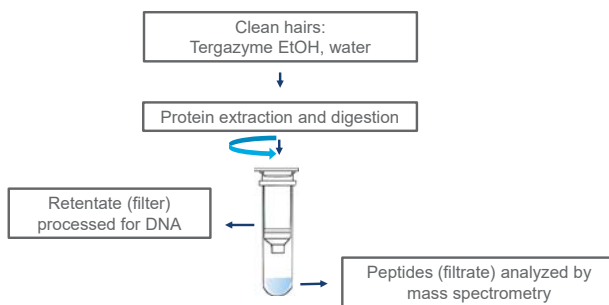 Clean hairs:
Tergazyme EtOH, water
Protein extraction and digestion
Retentate (filter)
processed for DNA
Peptides (filtrate) analyzed by
mass spectrometry